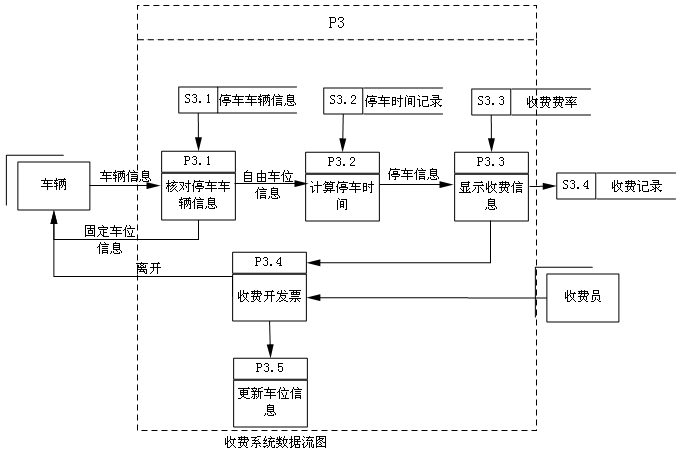 P3
S3.1 停车车辆信息
S3.2 停车时间记录
S3.3 收费费率
P3.1
P3.2
P3.3
车辆
车辆信息
核对停车车
辆信息
自由车位
信息
计算停车时
间
停车信息
显示收费信
息
S3.4 收费记录
固定车位
信息
离开
P3.4
收费开发票
收费员
P3.5
更新车位信
息
收费系统数据流图